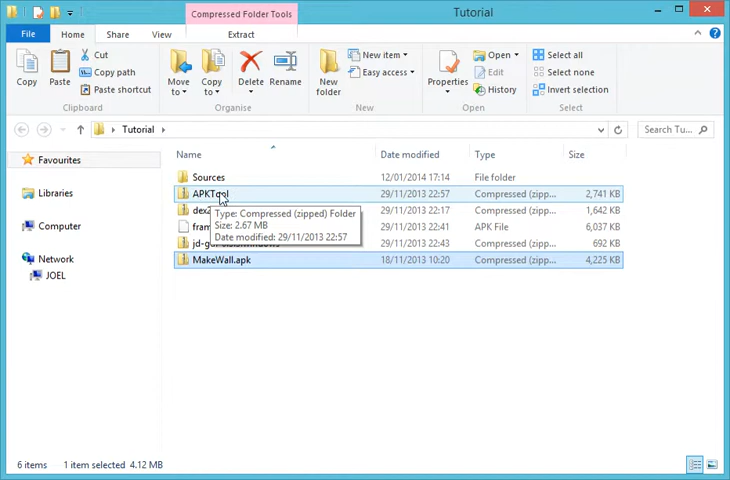 Compressed Folder Tools
Tutorial
File Home Share View Extract
Copy
Paste
Cut
Copy path
Paste shortcut
Clipboard
Move to
Copy to
Delete
Rename
Organise
New folder
New item
Easy access
New
Properties
Open
Edit
History
Open
Select all
Select none
Invert selection
Select
Tutorial
Search Tu...
Favourites
Libraries
Computer
Network
JOEL
Name Date modified Type Size
Sources 12/01/2014 17:14 File folder
APKTool 29/11/2013 22:57 Compressed (zipp... 2,741 KB
29/11/2013 22:17 Compressed (zipp... 1,642 KB
29/11/2013 22:41 APK File 6,037 KB
29/11/2013 22:43 Compressed (zipp... 692 KB
MakeWall.apk 18/11/2013 10:20 Compressed (zipp... 4,225 KB
Type: Compressed (zipped) Folder
Size: 2.67 MB
Date modified: 29/11/2013 22:57
6 items 1 item selected 4.12 MB